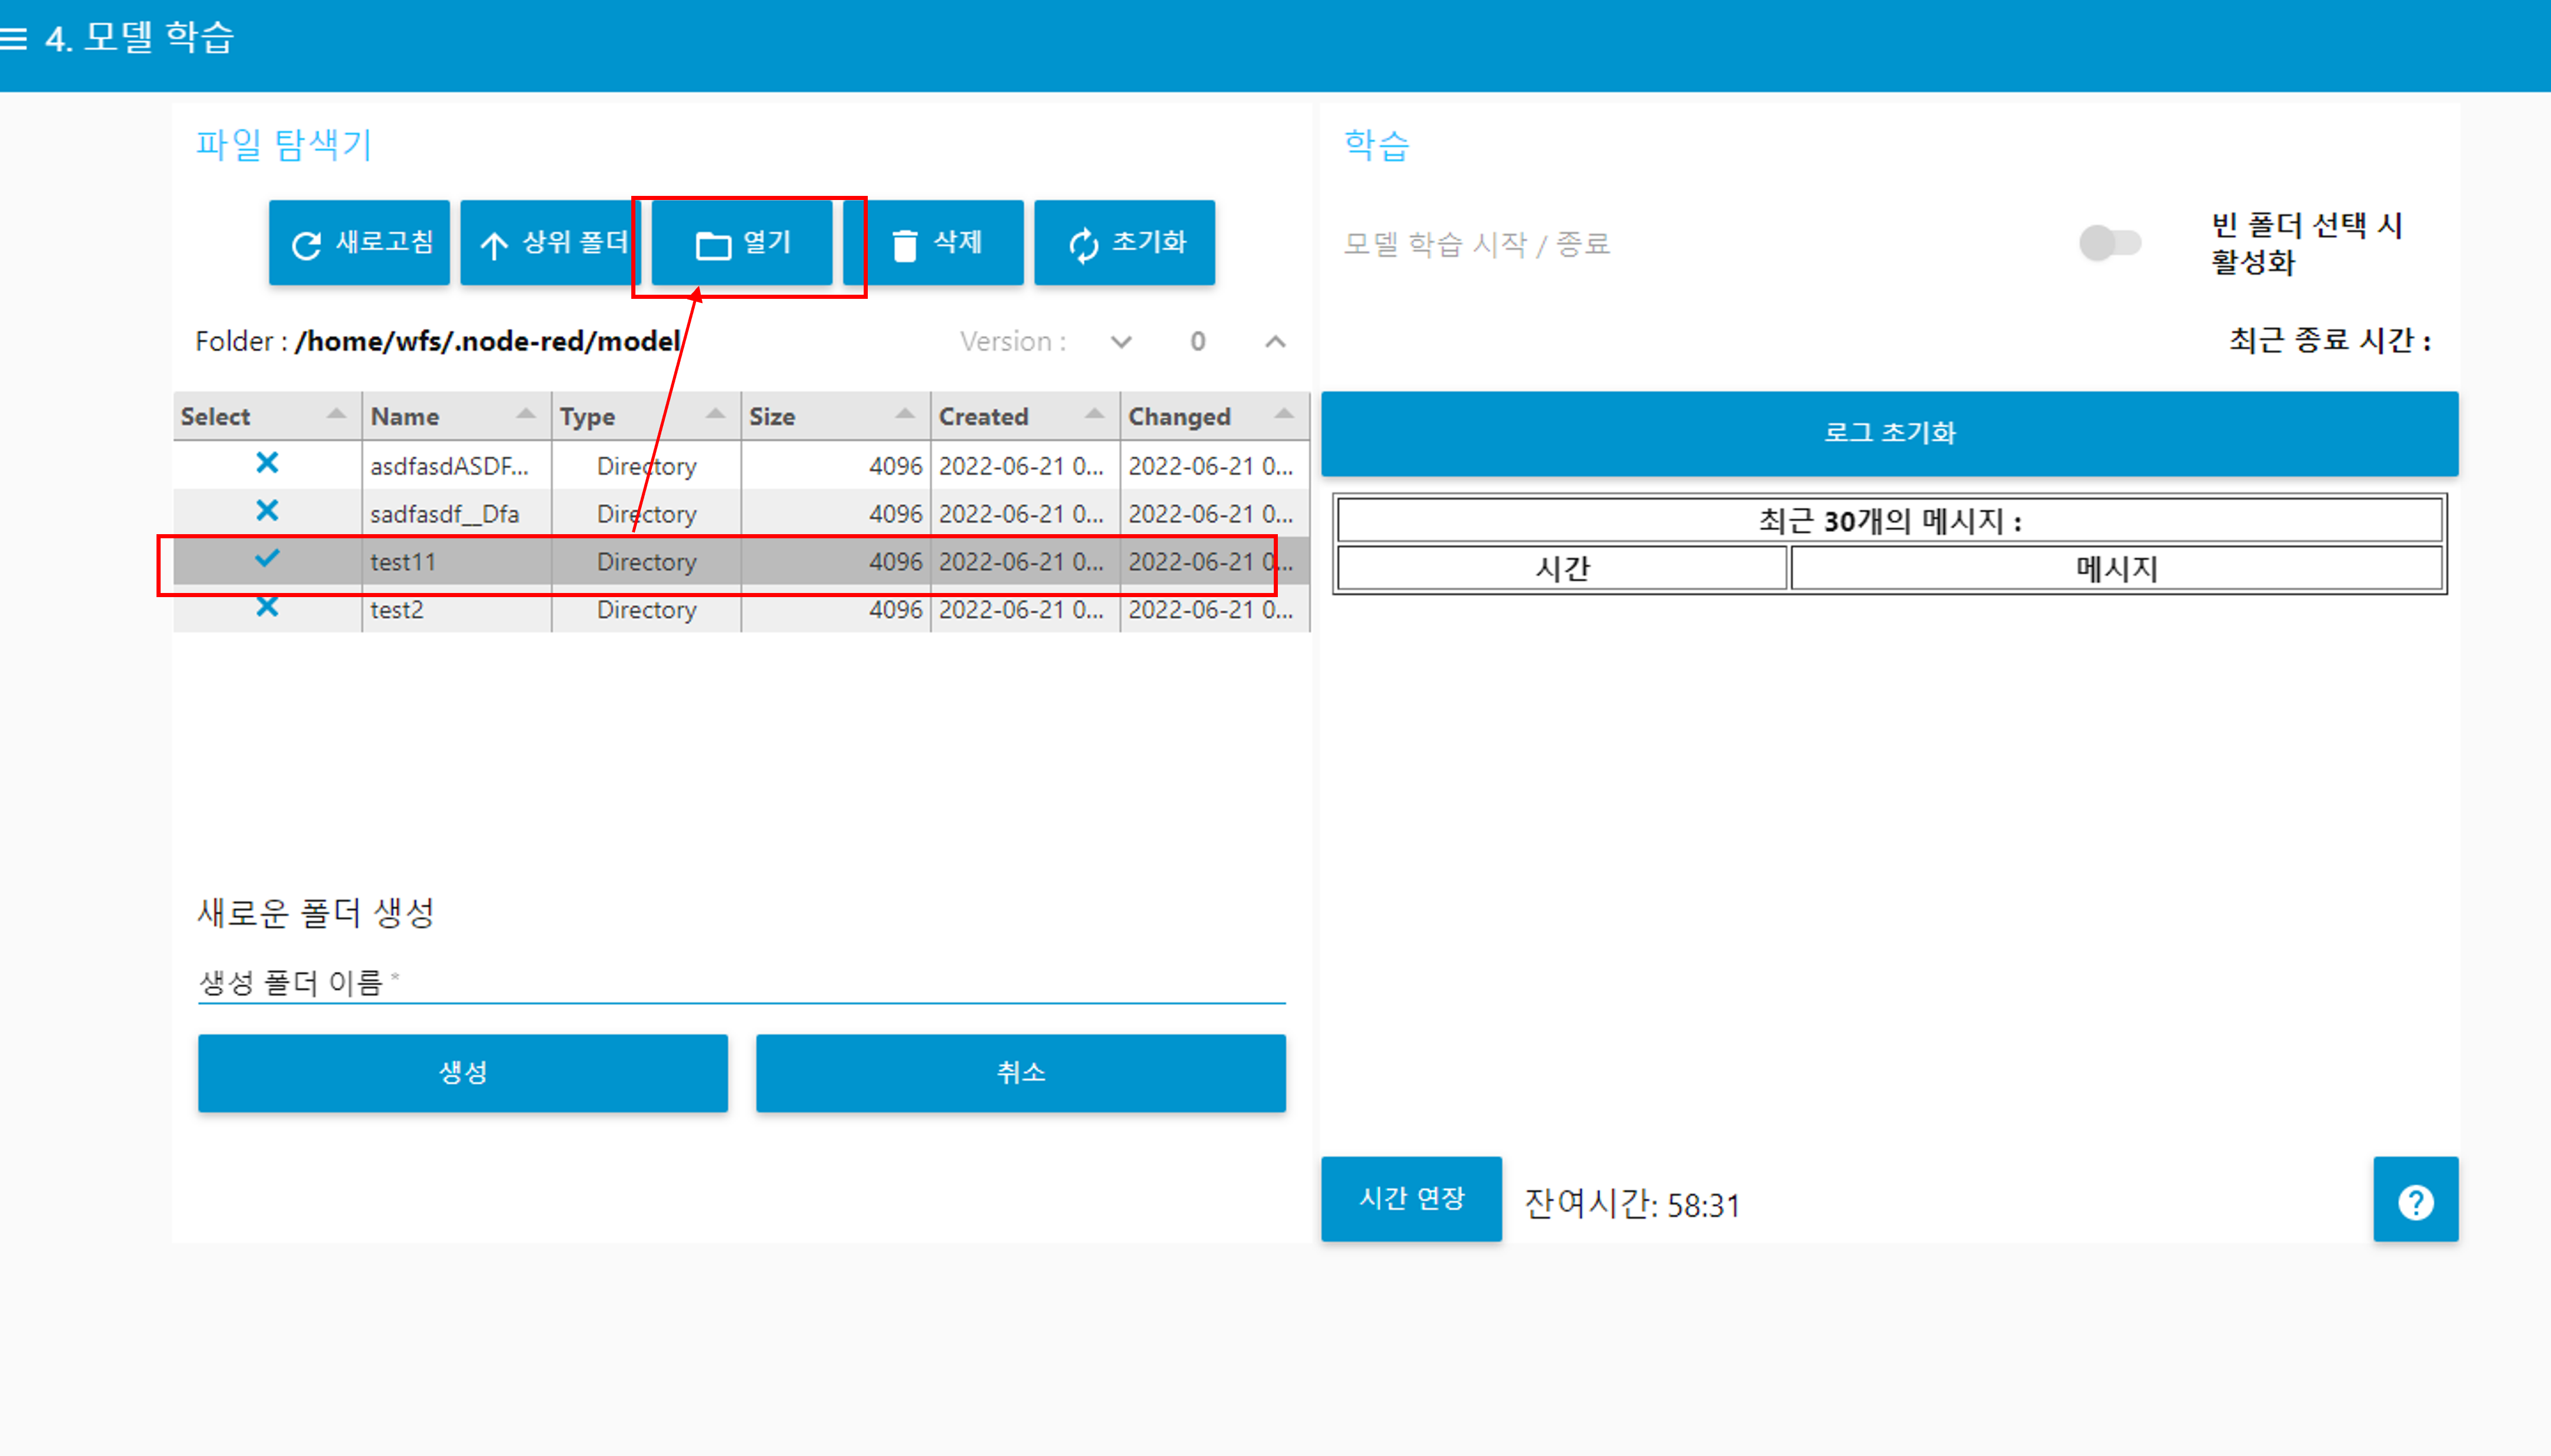 4. 모델 학습
파일 탐색기
새로고침 상위 폴더 열기 삭제 초기화
Folder : /home/wfs/.node-red/model Version : 0
Select Name Type Size Created Changed
asdfasdASDF... Directory 4096 2022-06-21 0... 2022-06-21 0...
sadfasdf__Dfa Directory 4096 2022-06-21 0... 2022-06-21 0...
test11 Directory 4096 2022-06-21 0... 2022-06-21 0...
test2 Directory 4096 2022-06-21 0... 2022-06-21 0...
새로운 폴더 생성
생성 폴더 이름 *
생성 취소
학습
모델 학습 시작 / 종료
빈 폴더 선택 시
활성화
최근 종료 시간 :
로그 초기화
최근 30개의 메시지 :
시간 메시지
시간 연장 잔여시간: 58:31 ?